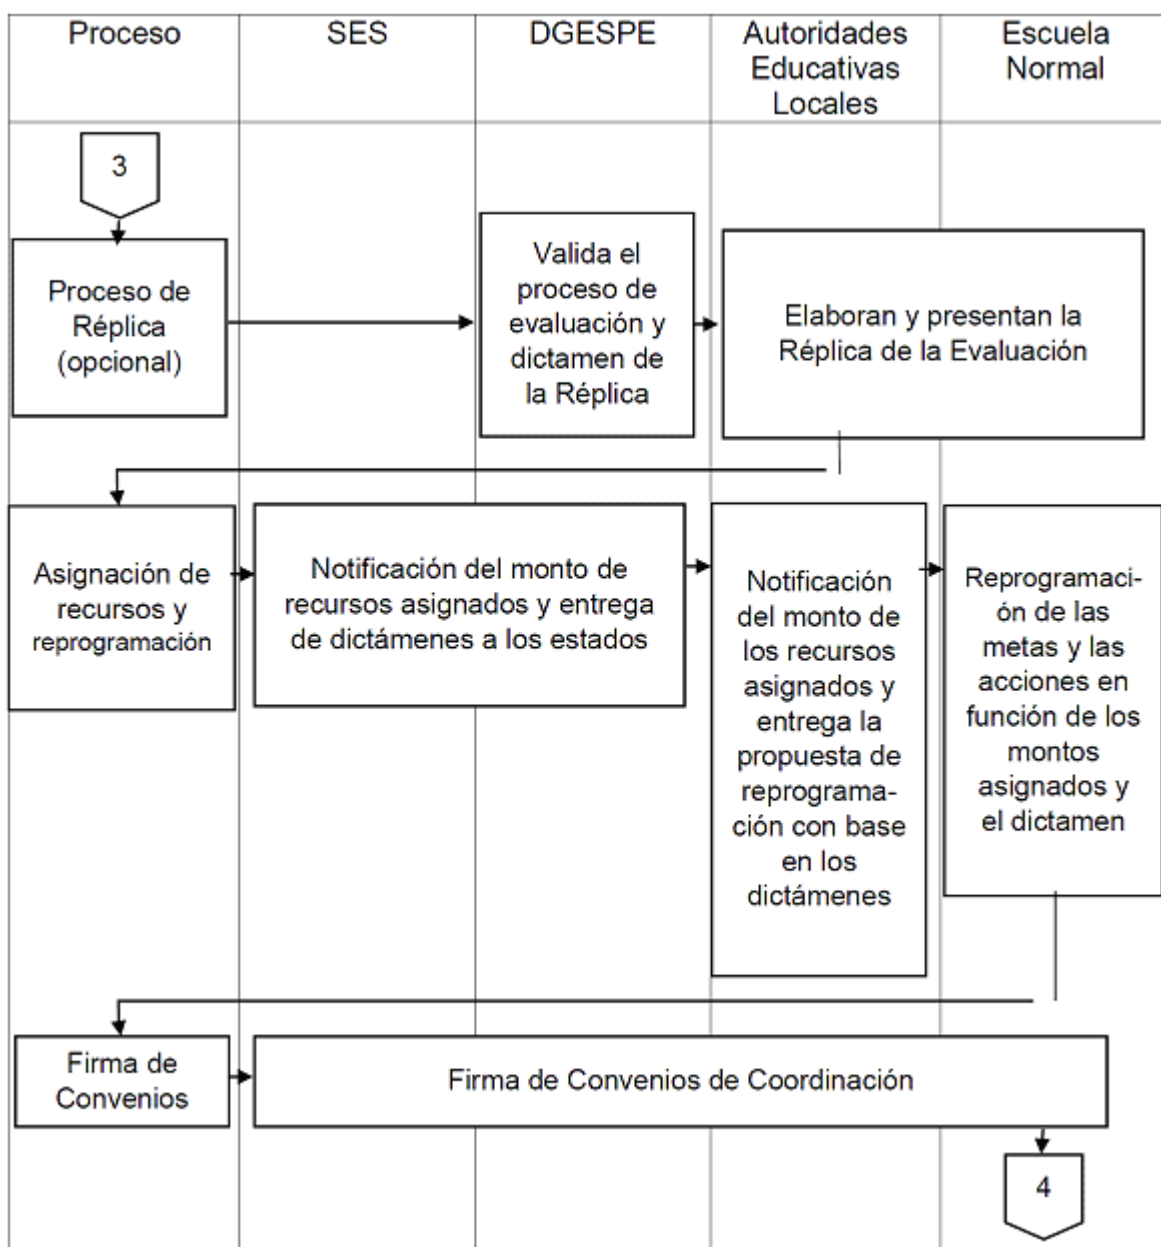 Proceso
SES
DGESPE
Autoridades
Educativas
Locales
Escuela
Normal
3
Proceso de
Réplica
(opcional)
Valida el
proceso de
evaluación y
dictamen de
la Réplica
Elaboran y presentan la
Réplica de la Evaluación
Asignación de
recursos y
reprogramación
Notificación del monto de
recursos asignados y entrega
de dictámenes a los estados
Notificación
del monto de
los recursos
asignados y
entrega la
propuesta de
reprograma-
ción con base
en los
dictámenes
Reprogramaci-
ón de las
metas y las
acciones en
función de los
montos
asignados y
el dictamen
Firma de
Convenios
Firma de Convenios de Coordinación
4